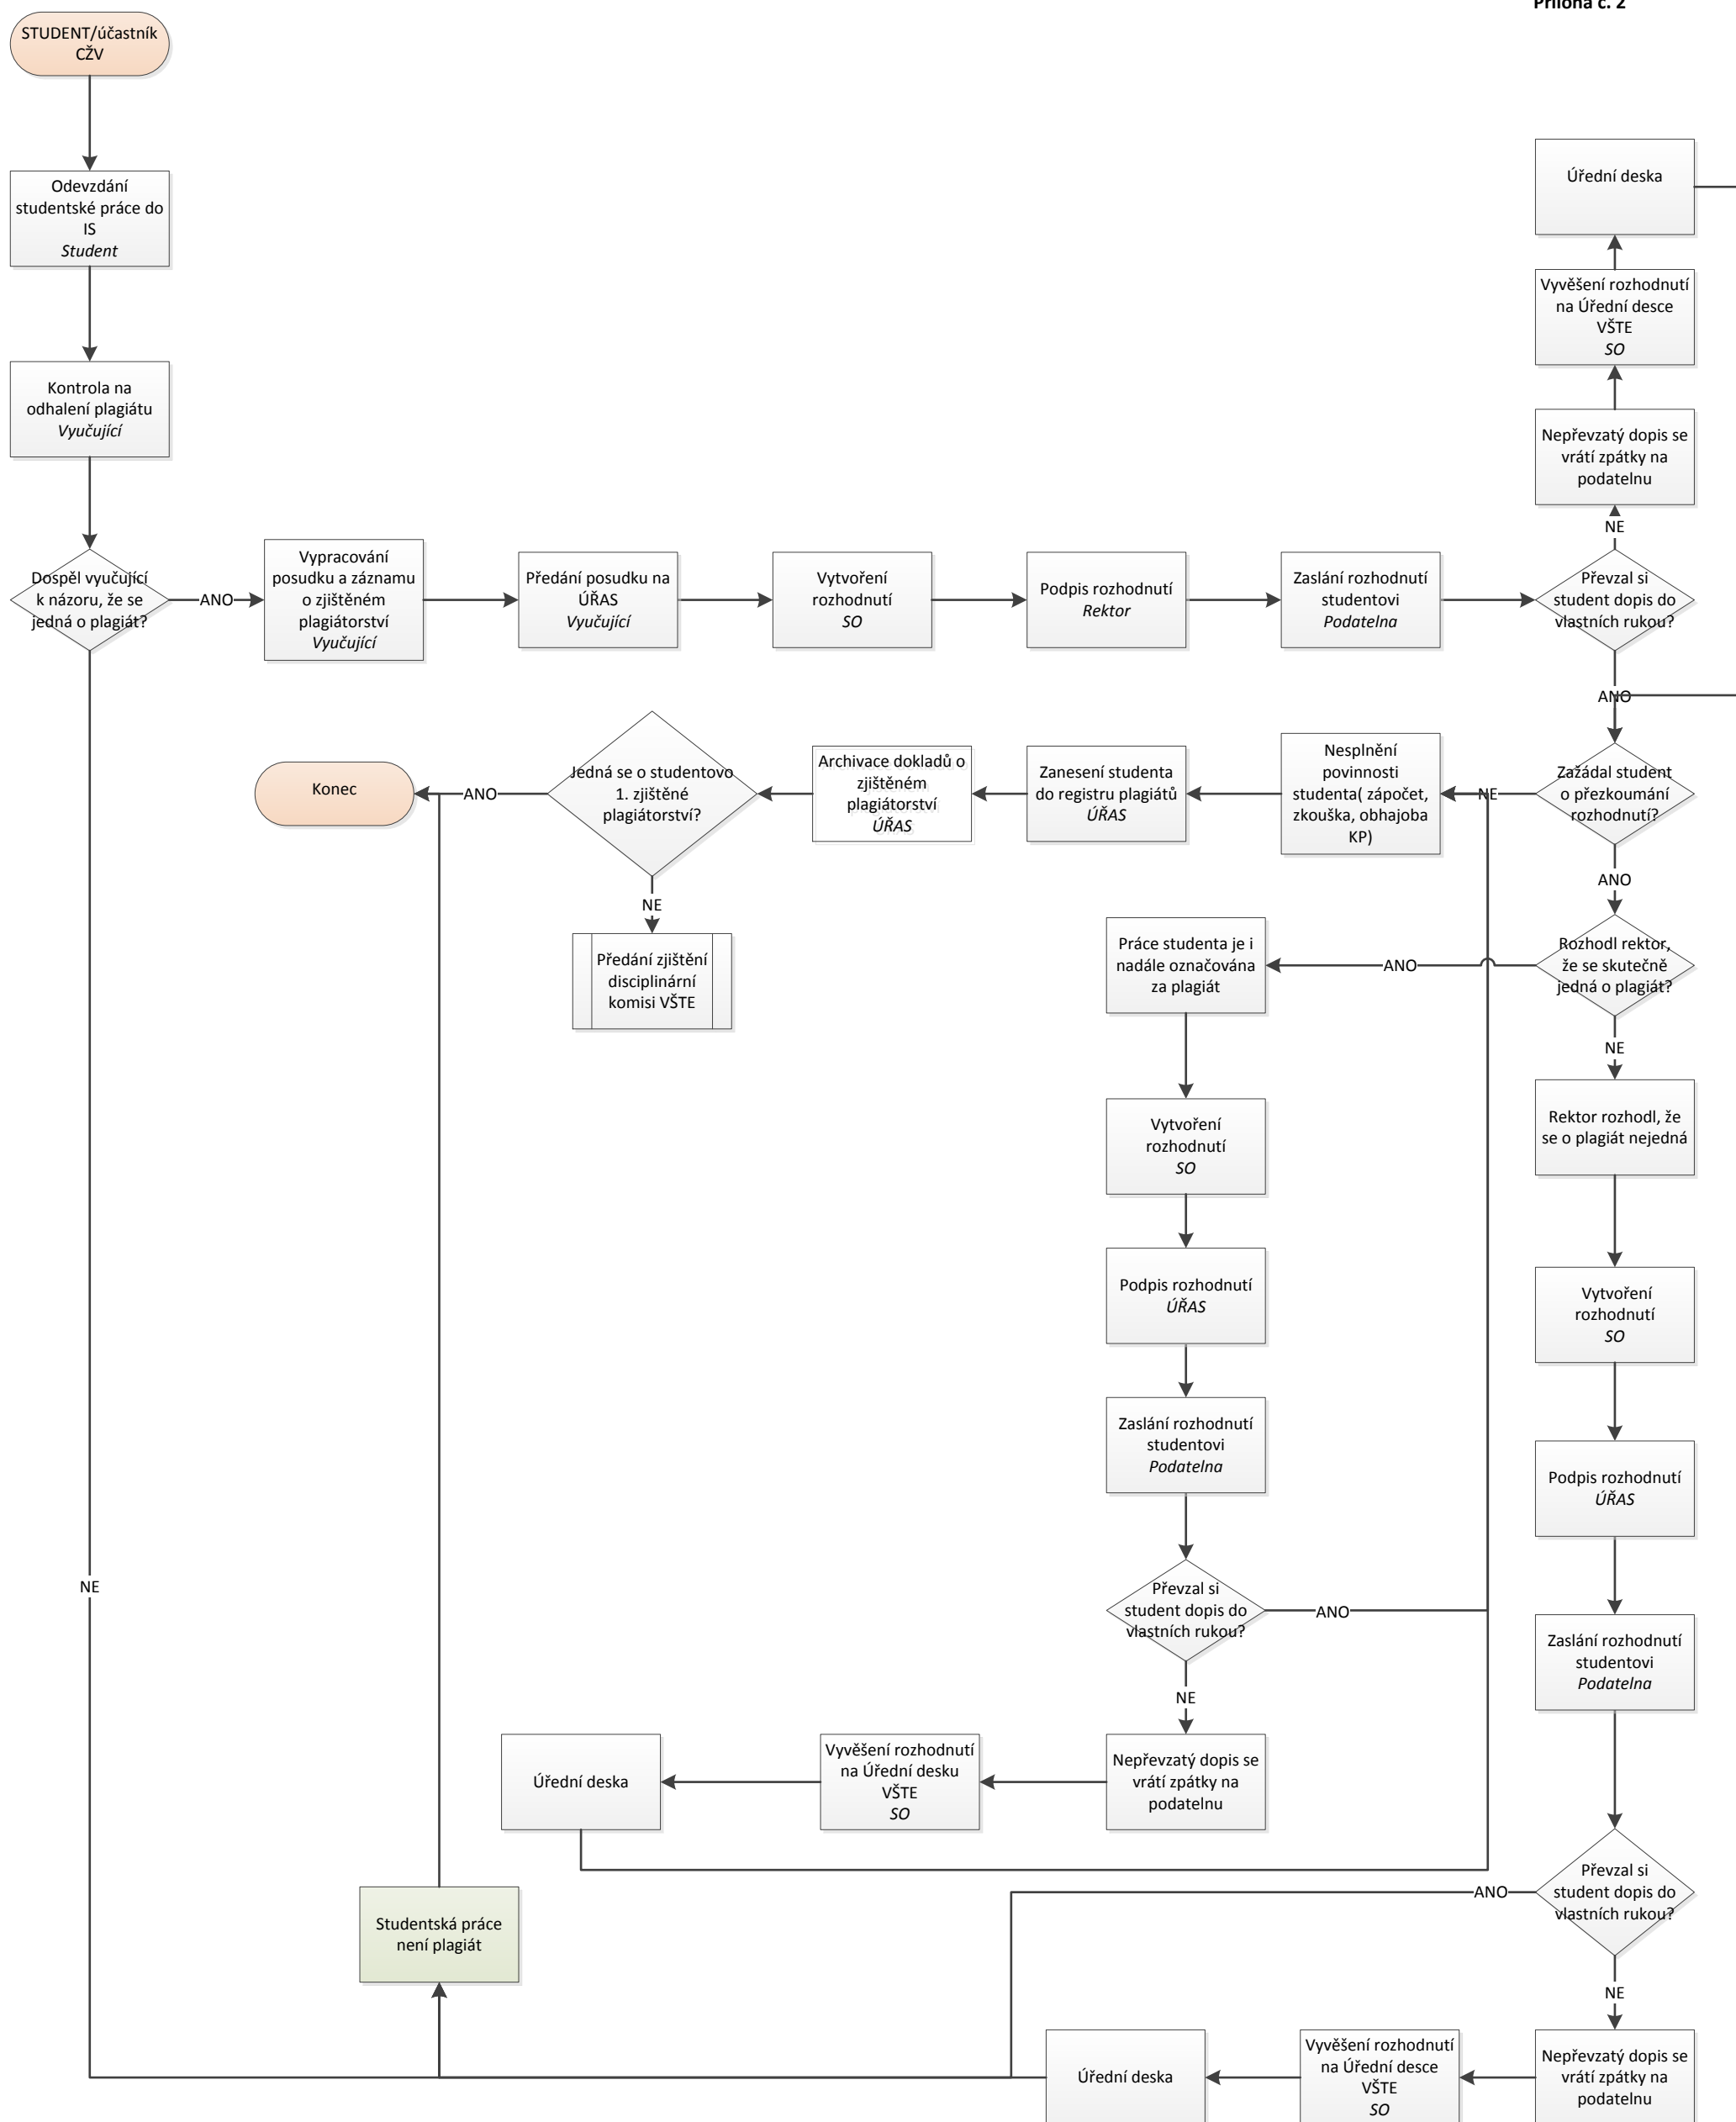 Příloha č. 2
STUDENT/účastník
CŽV
Odevzdání
studentské práce do
IS
Student
Kontrola na
odhalení plagiátu
Vyučující
Úřední deska
Vyvěšení rozhodnutí
na Úřední desce
VŠTE
SO
Nepřevzatý dopis se
vrátí zpátky na
podatelnu
NE
Dospěl vyučující
k názoru, že se
jedná o plagiát?
ANO
Vypracování
posudku a záznamu
o zjištěném
plagiátorství
Vyučující
Předání posudku na
ÚŘAS
Vyučující
Vytvoření
rozhodnutí
SO
Podpis rozhodnutí
Rektor
Zaslání rozhodnutí
studentovi
Podatelna
Převzal si
student dopis do
vlastních rukou?
ANO
Konec
ANO
Jedná se o studentovo
1. zjištěné
plagiátorství?
Archivace dokladů o
zjištěném
plagiátorství
ÚŘAS
Zanesení studenta
do registru plagiátů
ÚŘAS
Nesplnění
povinnosti
studenta( zápočet,
zkouška, obhajoba
KP)
NE
Zažádal student
o přezkoumání
rozhodnutí?
NE
ANO
Předání zjištění
disciplinární
komisi VŠTE
Práce studenta je i
nadále označována
za plagiát
ANO
Rozhodl rektor,
že se skutečně
jedná o plagiát?
NE
Vytvoření
rozhodnutí
SO
Rektor rozhodl, že
se o plagiát nejedná
Podpis rozhodnutí
ÚŘAS
Vytvoření
rozhodnutí
SO
Zaslání rozhodnutí
studentovi
Podatelna
Podpis rozhodnutí
ÚŘAS
NE
Převzal si
student dopis do
vlastních rukou?
ANO
Zaslání rozhodnutí
studentovi
Podatelna
NE
Úřední deska
Vyvěšení rozhodnutí
na Úřední desku
VŠTE
SO
Nepřevzatý dopis se
vrátí zpátky na
podatelnu
Studentská práce
není plagiát
ANO
Převzal si
student dopis do
vlastních rukou?
NE
Úřední deska
Vyvěšení rozhodnutí
na Úřední desce
VŠTE
SO
Nepřevzatý dopis se
vrátí zpátky na
podatelnu